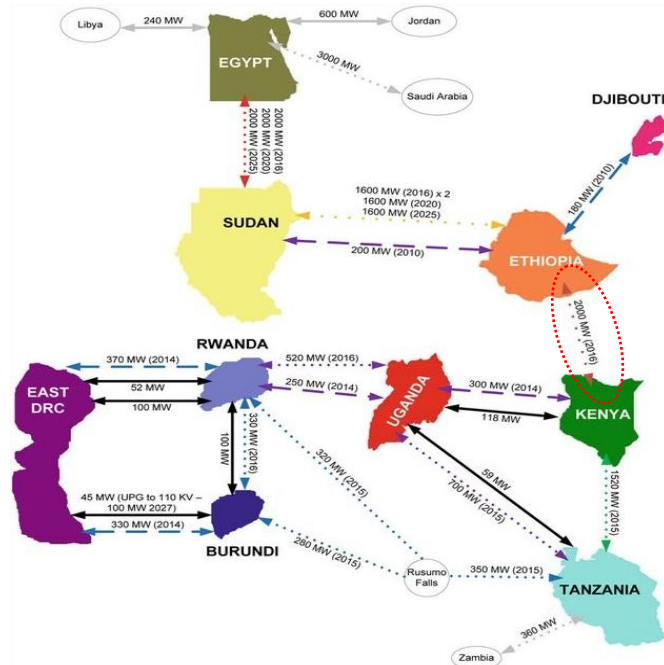 Libya
240 MW
600 MW
Jordan
EGYPT
3000 MW
Saudi Arabia
DJIBOUTI
2000 MW (2016)
2000 MW (2020)
2000 MW (2025)
180 MW (2010)
1600 MW (2016) x 2
1600 MW (2020)
1600 MW (2025)
SUDAN
200 MW (2010)
ETHIOPIA
2000 MW (2016)
RWANDA
370 MW (2014)
520 MW (2016)
EAST
DRC
52 MW
250 MW (2014)
UGANDA
300 MW (2014)
KENYA
100 MW
118 MW
100 MW
330 MW
(2016)
320 MW (2015)
59 MW
700 MW (2015)
1520 MW (2015)
45 MW (UPG to 110 KV –
100 MW 2027)
330 MW (2014)
BURUNDI
280 MW (2015)
Rusumo
Falls
350 MW (2015)
TANZANIA
360 MW
Zambia